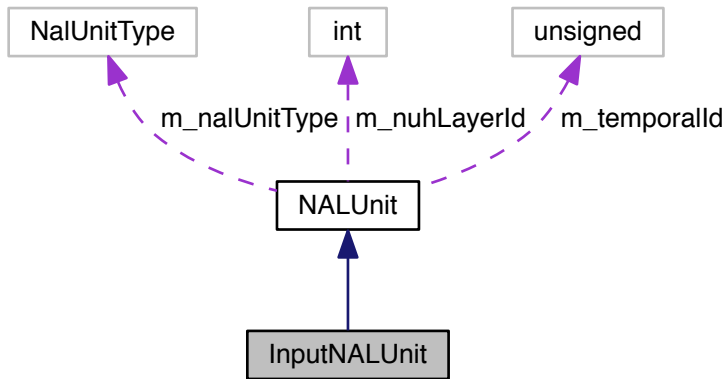 NalUnitType
int
unsigned
m_nalUnitType
m_nuhLayerId
m_temporalId
NALUnit
InputNALUnit